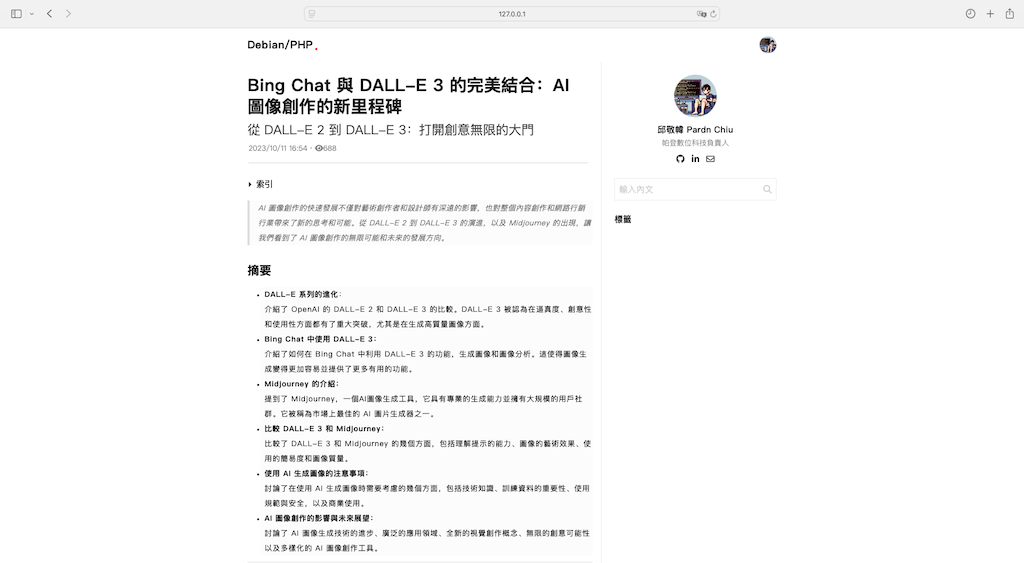 127.0.0.1
Debian/PHP.
Bing Chat 與 DALL-E 3 的完美結合：AI
圖像創作的新里程碑
從 DALL-E 2 到 DALL-E 3：打開創意無限的大門
2023/10/11 16:54・688
索引
AI 圖像創作的快速發展不僅對藝術創作者和設計師有深遠的影響，也對整個內容創作和網路行銷
行業帶來了新的思考和可能。從 DALL-E 2 到 DALL-E 3 的演進，以及 Midjourney 的出現，讓
我們看到了 AI 圖像創作的無限可能和未來的發展方向。
摘要
• DALL-E 系列的進化：
介紹了 OpenAI 的 DALL-E 2 和 DALL-E 3 的比較。DALL-E 3 被認為在逼真度、創意性
和使用性方面都有了重大突破，尤其是在生成高質量圖像方面。
• Bing Chat 中使用 DALL-E 3：
介紹了如何在 Bing Chat 中利用 DALL-E 3 的功能，生成圖像和圖像分析。這使得圖像生
成變得更加容易並提供了更多有用的功能。
• Midjourney 的介紹：
提到了 Midjourney，一個AI圖像生成工具，它具有專業的生成能力並擁有大規模的用戶社
群。它被稱為市場上最佳的 AI 圖片生成器之一。
• 比較 DALL-E 3 和 Midjourney：
比較了 DALL-E 3 和 Midjourney 的幾個方面，包括理解提示的能力、圖像的藝術效果、使
用的簡易度和圖像質量。
• 使用 AI 生成圖像的注意事項：
討論了在使用 AI 生成圖像時需要考慮的幾個方面，包括技術知識、訓練資料的重要性、使用
規範與安全，以及商業使用。
• AI 圖像創作的影響與未來展望：
討論了 AI 圖像生成技術的進步、廣泛的應用領域、全新的視覺創作概念、無限的創意可能性
以及多樣化的 AI 圖像創作工具。
邱敬幃 Pardn Chiu
帕登數位科技負責人
輸入內文
標籤